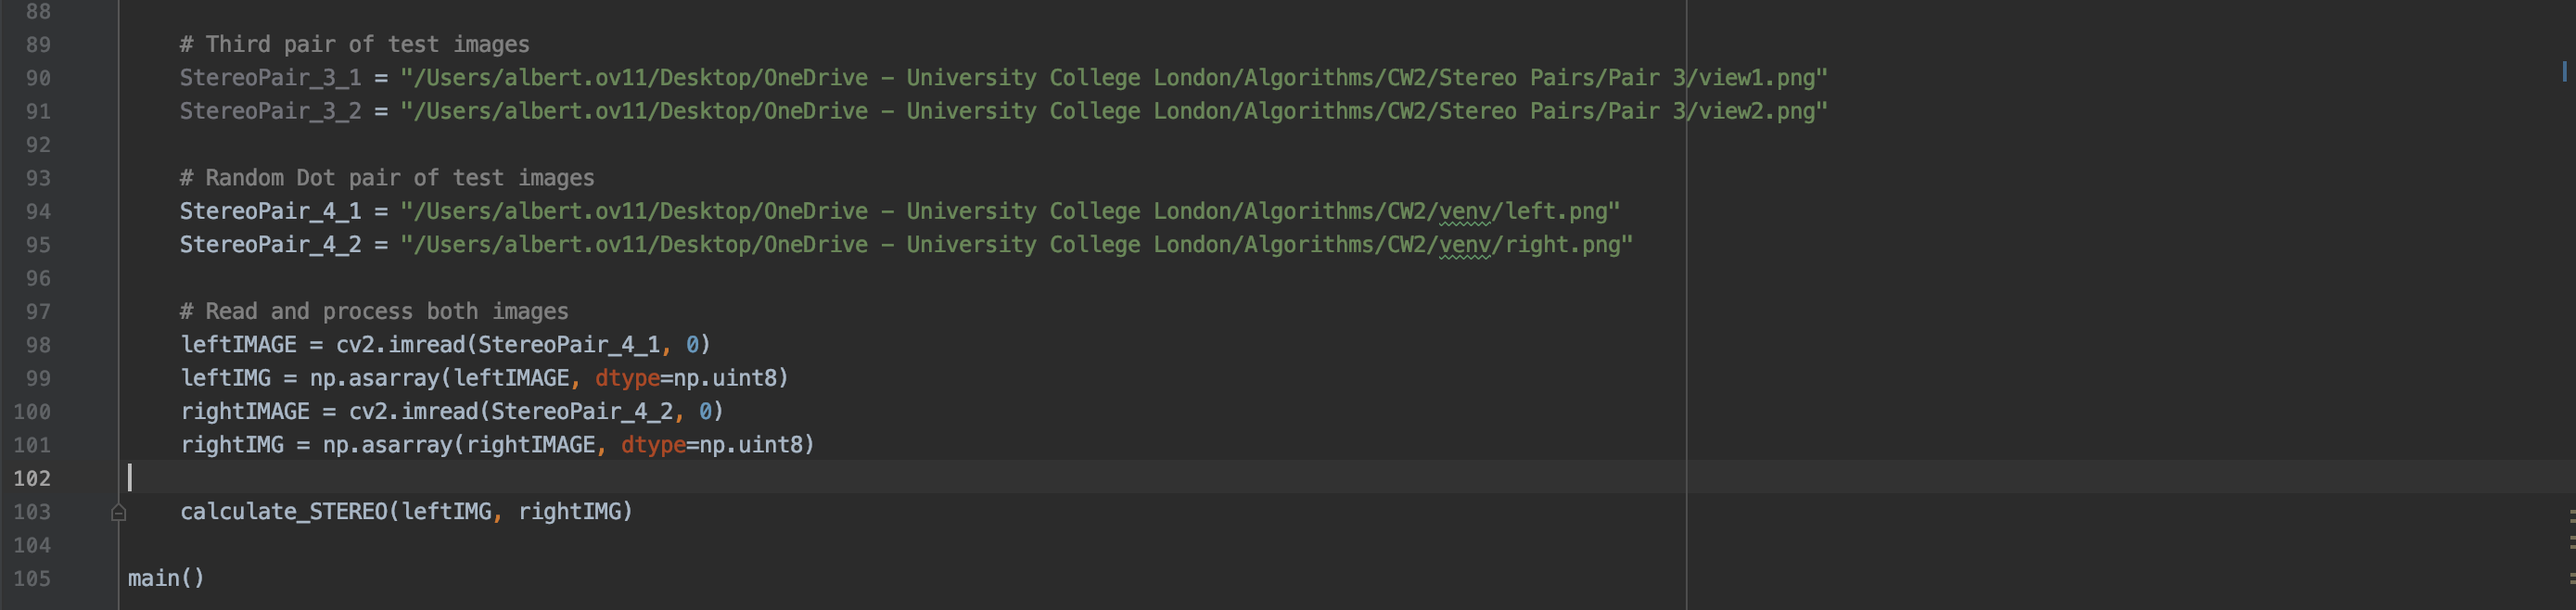 88
89 # Third pair of test images
90 StereoPair_3_1 = "/Users/albert.ov11/Desktop/OneDrive - University College London/Algorithms/CW2/Stereo Pairs/Pair 3/view1.png"
91 StereoPair_3_2 = "/Users/albert.ov11/Desktop/OneDrive - University College London/Algorithms/CW2/Stereo Pairs/Pair 3/view2.png"
92
93 # Random Dot pair of test images
94 StereoPair_4_1 = "/Users/albert.ov11/Desktop/OneDrive - University College London/Algorithms/CW2/venv/left.png"
95 StereoPair_4_2 = "/Users/albert.ov11/Desktop/OneDrive - University College London/Algorithms/CW2/venv/right.png"
96
97 # Read and process both images
98 leftIMAGE = cv2.imread(StereoPair_4_1, 0)
99 leftIMG = np.asarray(leftIMAGE, dtype=np.uint8)
100 rightIMAGE = cv2.imread(StereoPair_4_2, 0)
101 rightIMG = np.asarray(rightIMAGE, dtype=np.uint8)
102
103 calculate_STEREO(leftIMG, rightIMG)
104
105 main()